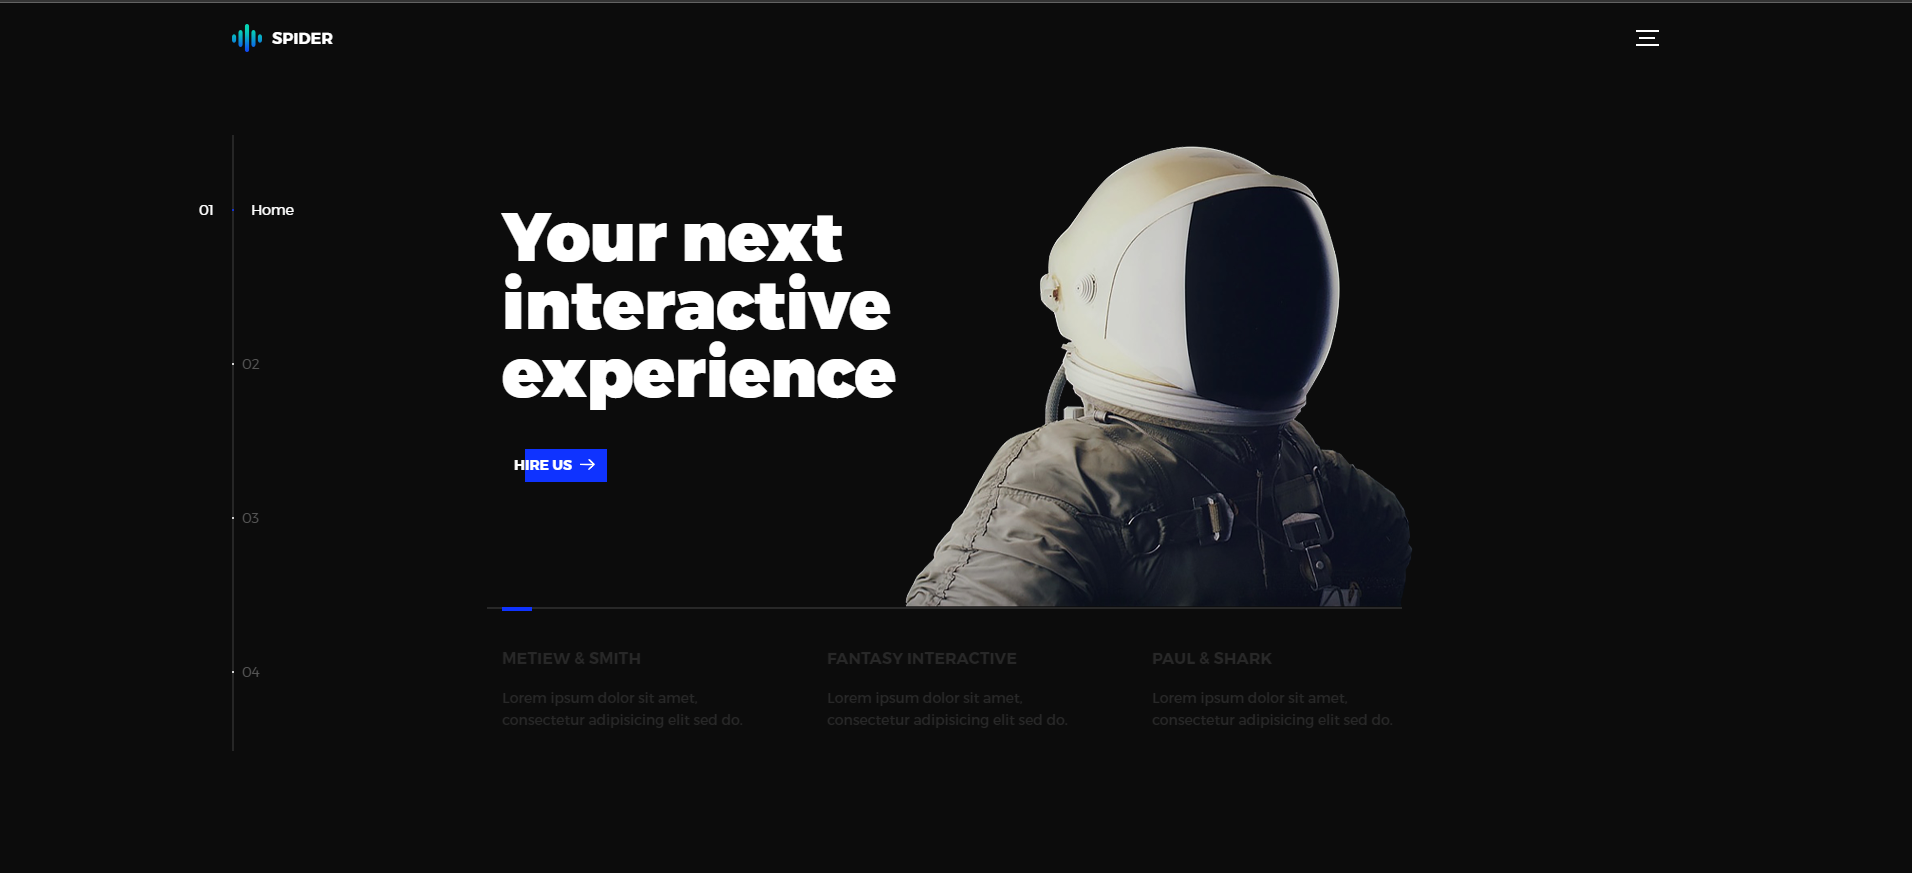 SPIDER
01 Home
Your next
interactive
experience
02
HIRE US
03
METIEW & SMITH
Lorem ipsum dolor sit amet,
consectetur adipisicing elit sed do.
FANTASY INTERACTIVE
Lorem ipsum dolor sit amet,
consectetur adipisicing elit sed do.
PAUL & SHARK
Lorem ipsum dolor sit amet,
consectetur adipisicing elit sed do.
04